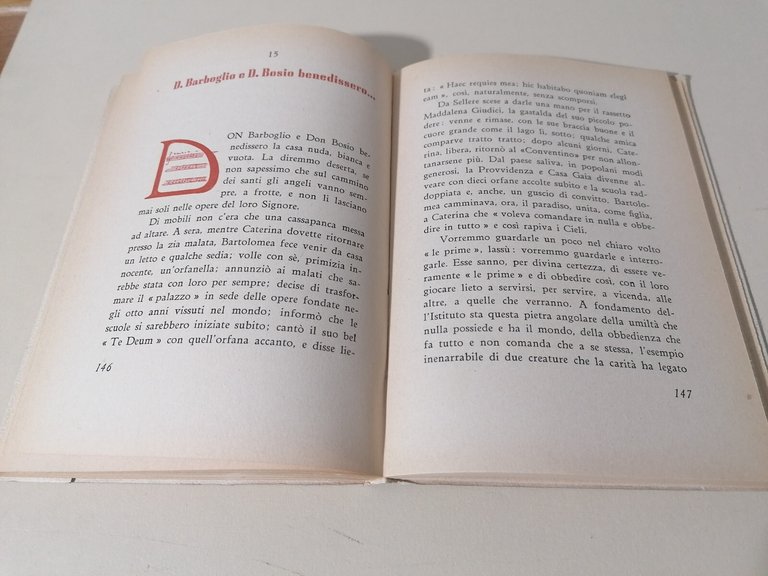 15
D. Barboglio e D. Bosio benedissero...
DON Barboglio e Don Bosio be-
nedissero la casa nuda, bianca e
vuota. La diremmo deserta, se
non sapessimo che sul cammino
dei santi gli angeli vanno sem-
pre, a frotte, e non li lasciano
mai soli nelle opere del loro Signore.
Di mobili non c'era che una cassapanca messa
ad altare. A sera, mentre Caterina dovette ritornare
presso la zia malata, Bartolomea fece venir da casa
un letto e qualche sedia; volle con sè, primizia in-
nocente, un'orfanella; annunziò ai malati che sa-
rebbe stata con loro per sempre; decise di trasfor-
mare il « palazzo » in sede delle opere fondate ne-
gli otto anni vissuti nel mondo; informò che le
scuole si sarebbero iniziate subito; cantò il suo bel
« Te Deum » con quell'orfana accanto, e disse lie-
146
ta: « Haec requies mea; hic habitabo quoniam elegi
eam », così, naturalmente, senza scomporsi.
Da Sellere scese a darle una mano per il rassetto
Maddalena Giudici, la gastalda del suo piccolo po-
dere: venne e rimase, con le sue braccia buone e il
cuore grande come il lago lì, sotto; qualche amica
comparve tratto tratto; dopo alcuni giorni, Cate-
rina, libera, ritornò al «Conventino» per non allon-
tanarsene più. Dal paese saliva, in popolani modi
generosi, la Provvidenza e Casa Gaia divenne al-
veare con dieci orfane accolte subito e la scuola rad-
doppiata e, anche, un guscio di convitto. Bartolo-
mea camminava, ora, il paradiso, unita, come figlia,
a Caterina che « voleva comandare in nulla e obbe-
dire in tutto » e così rapiva i Cieli.
Vorremmo guardarle un poco nel chiaro volto
« le prime », lassù: vorremmo guardarle e interro-
garle. Esse sanno, per divina certezza, di essere ve-
ramente « le prime » e di obbedire così, con il loro
giocare lieto a servirsi, per servire, a vicenda, alle
altre, a quelle che verranno. A fondamento del-
l'Istituto sta questa pietra angolare della umiltà che
nulla possiede e ha il mondo, della obbedienza che
fa tutto e non comanda che a se stessa, l'esempio
inenarrabile di due creature che la carità ha legato
147